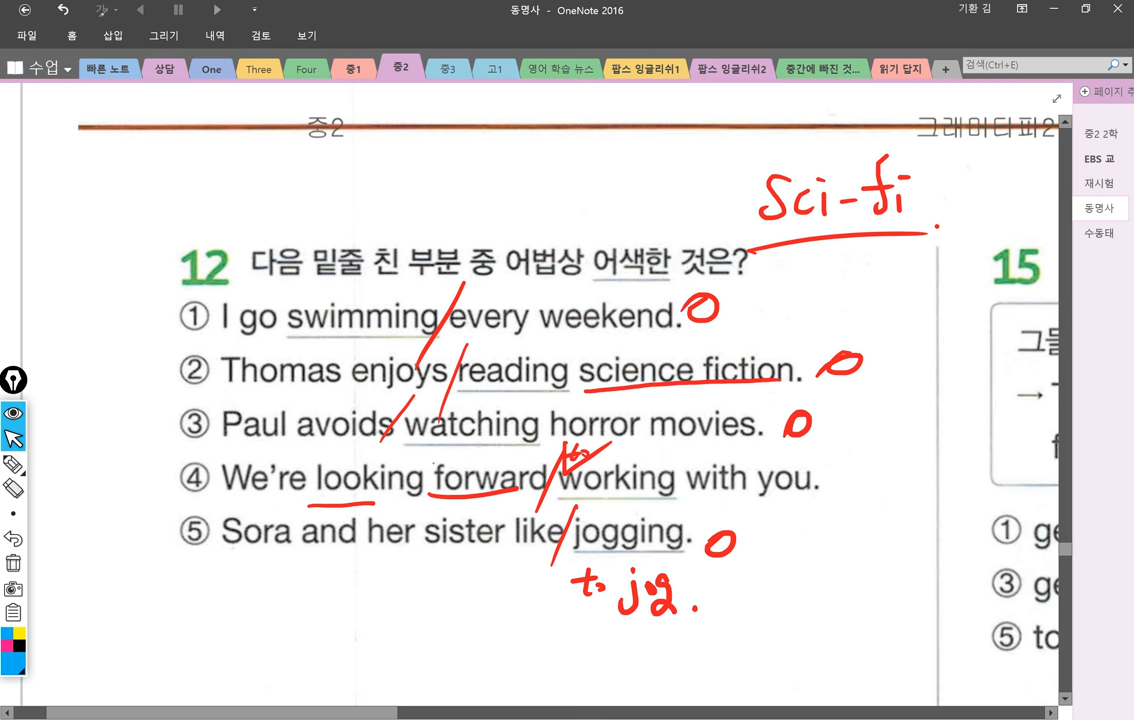 동명사 - OneNote 2016
기환 김
파일 홈 삽입 그리기 내역 검토 보기
수업 빠른 노트 상담 One Three Four 중1 중2 중3 고1 영어 학습 뉴스 팝스 잉글리쉬1 팝스 잉글리쉬2 중간에 빠진 것... 읽기 답지 + 검색(Ctrl+E)
페이지 추
중2 2학
EBS 교
재시험
동명사
수동태
중2
그래머타파2
Sci-fi.
12 다음 밑줄 친 부분 중 어법상 어색한 것은?
① I go swimming every weekend.
② Thomas enjoys reading science fiction.
③ Paul avoids watching horror movies.
to
④ We're looking forward working with you.
⑤ Sora and her sister like jogging.
to jog.
15
그들
→
f
① ge
③ ge
⑤ to